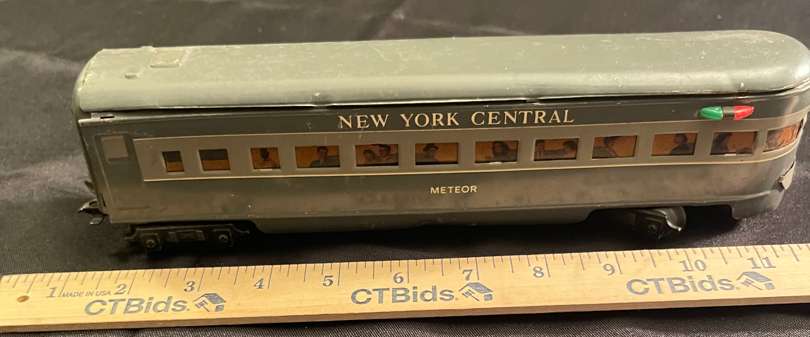 NEW YORK CENTRAL
METEOR
1 MADE IN USA 2 3 4 5 6 7 8 9 10 11
CTBids. CTBids. CTBids.